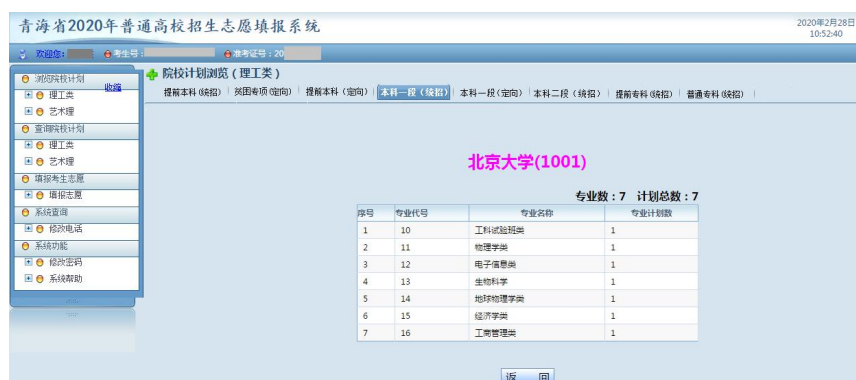 青海省2020年普通高校招生志愿填报系统
2020年2月28日
10:52:40
欢迎您: 考生号: 准考证号:20
浏览院校计划
收缩
理工类
艺术理
查询院校计划
理工类
艺术理
填报考生志愿
填报志愿
系统查询
修改电话
系统功能
修改密码
系统帮助
院校计划浏览(理工类)
提前本科(统招) 贫困专项(定向) 提前本科(定向) 本科一段(统招) 本科一段(定向) 本科二段(统招) 提前专科(统招) 普通专科(统招)
北京大学(1001)
专业数:7 计划总数:7
序号 专业代号 专业名称 专业计划数
1 10 工科试验班类 1
2 11 物理学类 1
3 12 电子信息类 1
4 13 生物科学 1
5 14 地球物理学类 1
6 15 经济学类 1
7 16 工商管理类 1
返 回